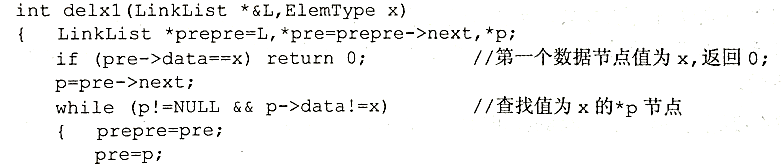 int delx1(LinkList *&L,ElemType x)
{ LinkList *prepre=L,*pre=prepre->next,*p;
if (pre->data==x) return 0; //第一个数据节点值为x,返回0;
p=pre->next;
while (p!=NULL && p->data!=x) //查找值为x的*p节点
{ prepre=pre;
pre=p;